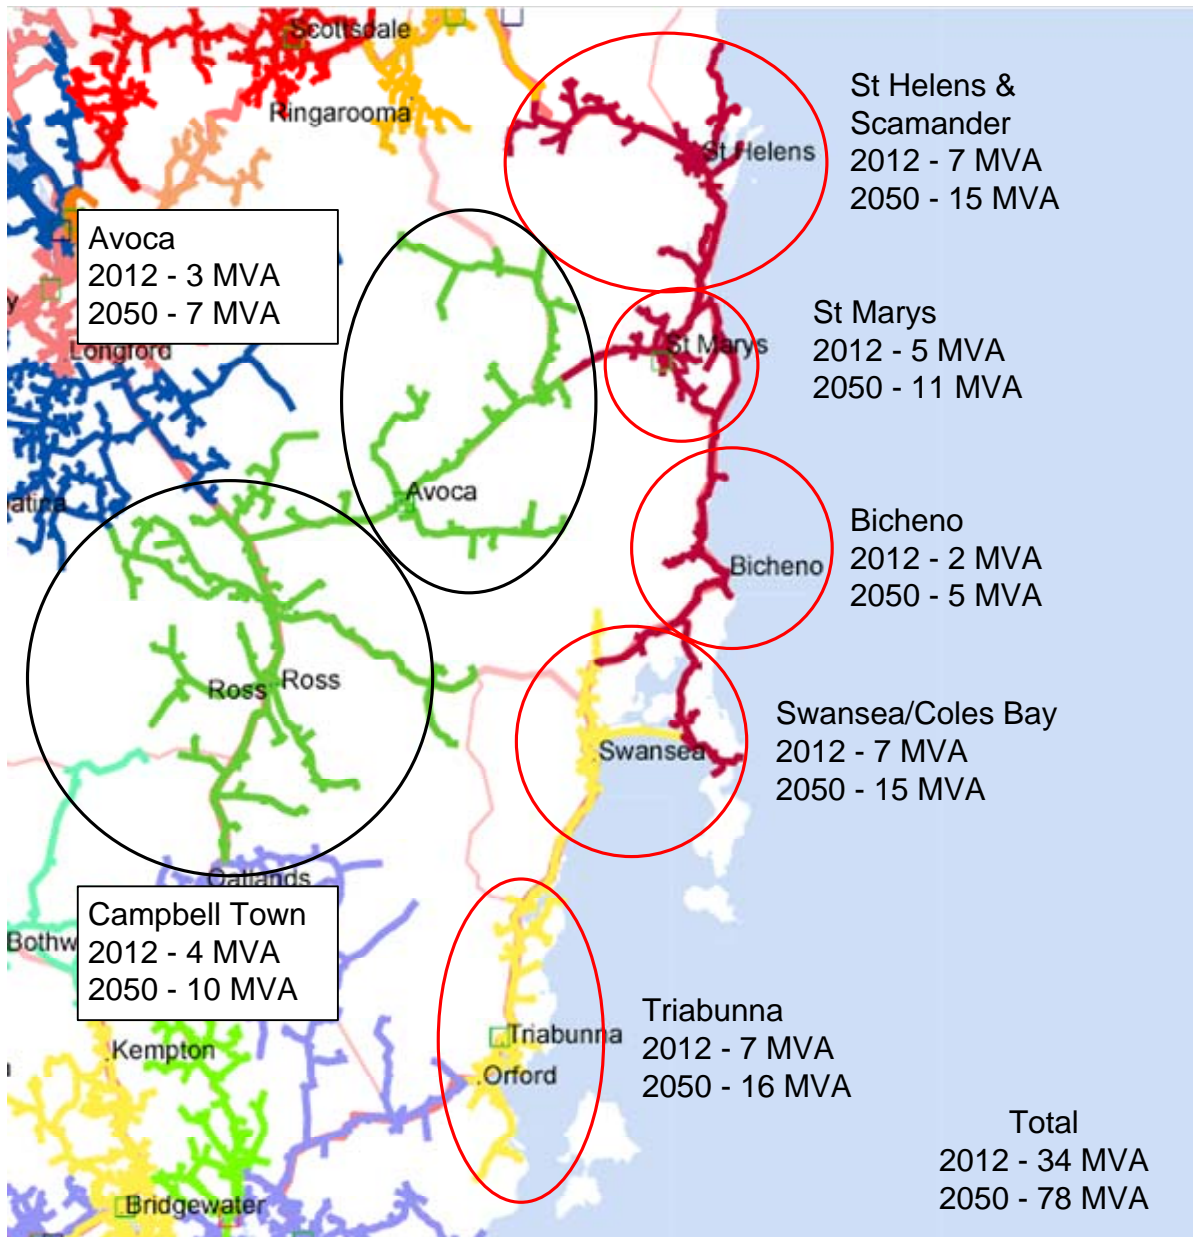 Scottsdale
Ringarooma
St Helens &
Scamander
2012 - 7 MVA
2050 - 15 MVA
St Helens
Avoca
2012 - 3 MVA
2050 - 7 MVA
Longford
St Marys
St Marys
2012 - 5 MVA
2050 - 11 MVA
Avoca
Bicheno
Bicheno
2012 - 2 MVA
2050 - 5 MVA
Ross
Ross
Swansea
Swansea/Coles Bay
2012 - 7 MVA
2050 - 15 MVA
Oatlands
Campbell Town
2012 - 4 MVA
2050 - 10 MVA
Bothw
Triabunna
Orford
Triabunna
2012 - 7 MVA
2050 - 16 MVA
Kempton
Bridgewater
Total
2012 - 34 MVA
2050 - 78 MVA